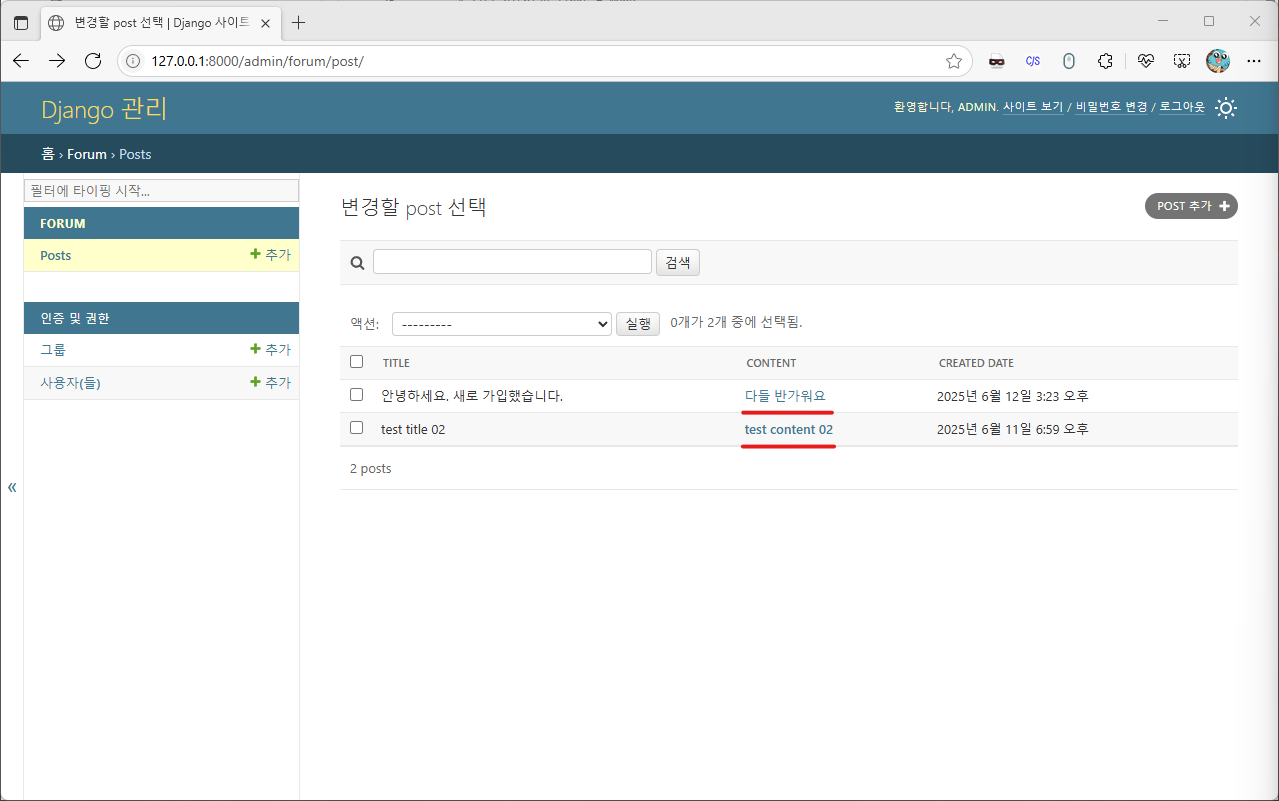 변경할 post 선택 | Django 사이트
127.0.0.1:8000/admin/forum/post/
C/S
Django 관리
환영합니다, ADMIN. 사이트 보기 / 비밀번호 변경 / 로그아웃
홈 › Forum › Posts
필터에 타이핑 시작...
FORUM
Posts 추가
인증 및 권한
그룹 추가
사용자(들) 추가
«
변경할 post 선택
POST 추가
검색
액션: --------- 실행 0개가 2개 중에 선택됨.
TITLE CONTENT CREATED DATE
안녕하세요. 새로 가입했습니다. 다들 반가워요 2025년 6월 12일 3:23 오후
test title 02 test content 02 2025년 6월 11일 6:59 오후
2 posts